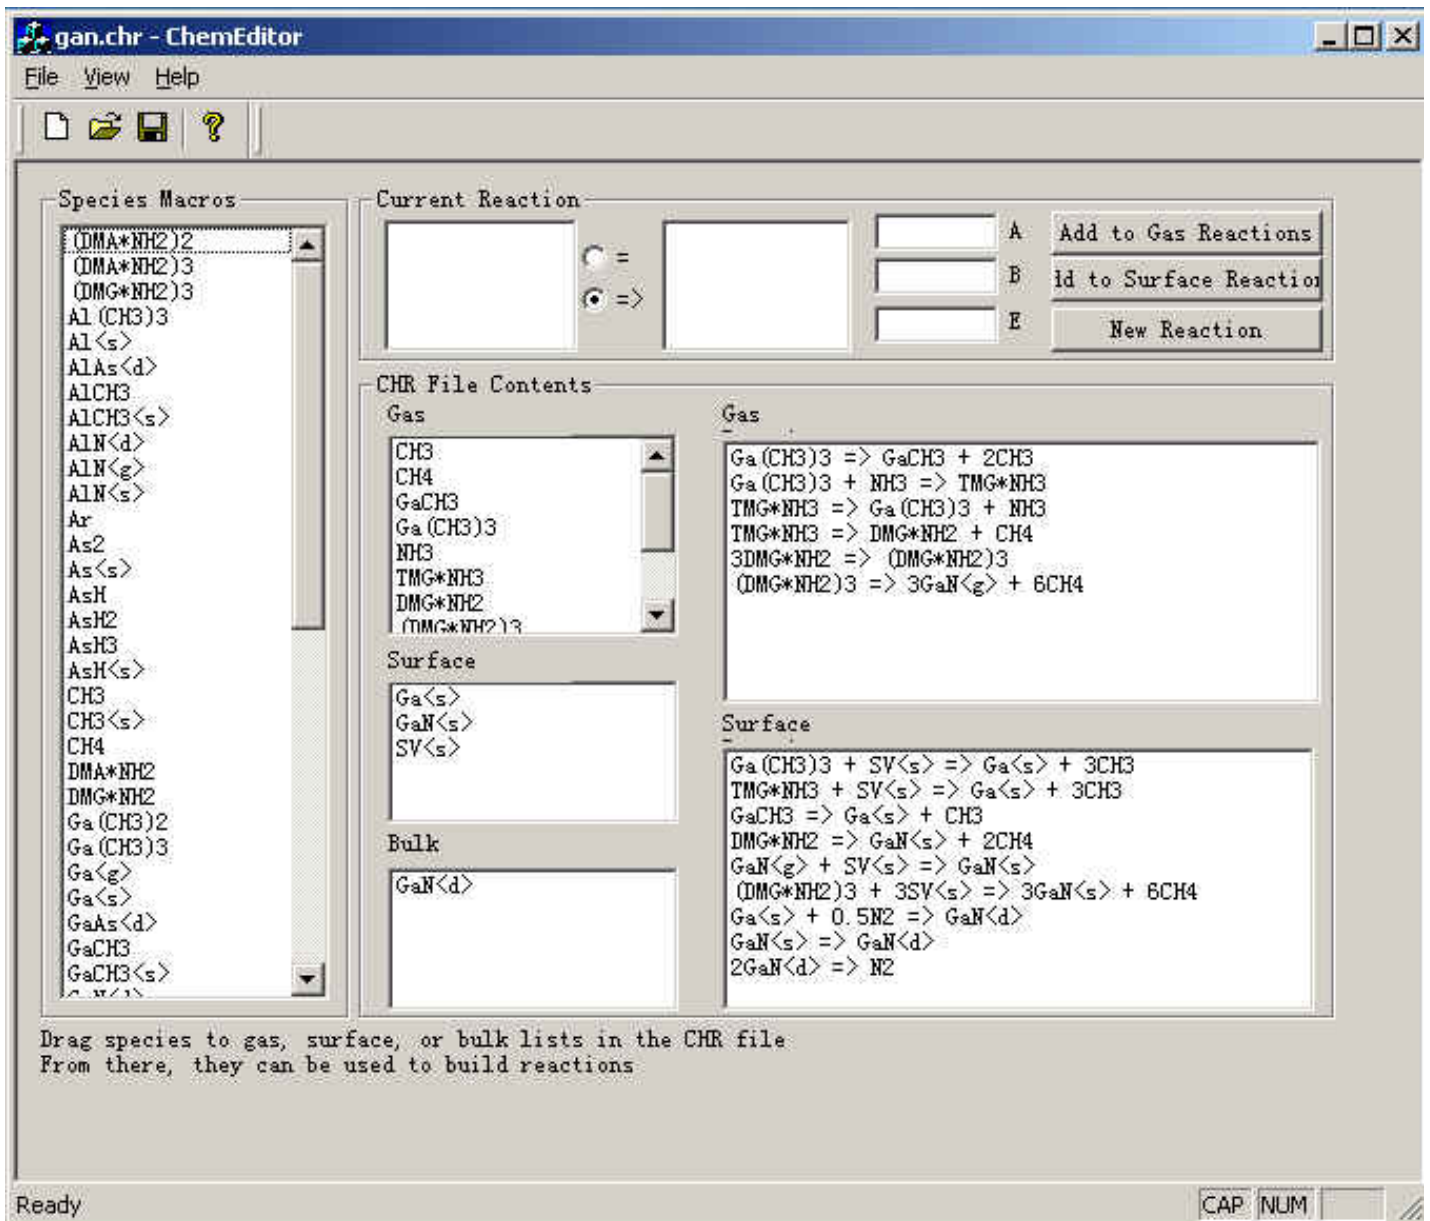 gan.chr - ChemEditor
File View Help
Species Macros
(DMA*NH2)2
(DMA*NH2)3
(DMG*NH2)3
Al(CH3)3
Al<s>
AlAs<d>
AlCH3
AlCH3<s>
AlN<d>
AlN<g>
AlN<s>
Ar
As2
As<s>
AsH
AsH2
AsH3
AsH<s>
CH3
CH3<s>
CH4
DMA*NH2
DMG*NH2
Ga(CH3)2
Ga(CH3)3
Ga<g>
Ga<s>
GaAs<d>
GaCH3
GaCH3<s>
Current Reaction
=
=>
A
B
E
Add to Gas Reactions
dd to Surface Reaction
New Reaction
CHR File Contents
Gas
CH3
CH4
GaCH3
Ga(CH3)3
NH3
TMG*NH3
DMG*NH2
(DMG*NH2)3
Surface
Ga<s>
GaN<s>
SV<s>
Bulk
GaN<d>
Gas
Ga(CH3)3 => GaCH3 + 2CH3
Ga(CH3)3 + NH3 => TMG*NH3
TMG*NH3 => Ga(CH3)3 + NH3
TMG*NH3 => DMG*NH2 + CH4
3DMG*NH2 => (DMG*NH2)3
(DMG*NH2)3 => 3GaN<g> + 6CH4
Surface
Ga(CH3)3 + SV<s> => Ga<s> + 3CH3
TMG*NH3 + SV<s> => Ga<s> + 3CH3
GaCH3 => Ga<s> + CH3
DMG*NH2 => GaN<s> + 2CH4
GaN<g> + SV<s> => GaN<s>
(DMG*NH2)3 + 3SV<s> => 3GaN<s> + 6CH4
Ga<s> + 0.5N2 => GaN<d>
GaN<s> => GaN<d>
2GaN<d> => N2
Drag species to gas, surface, or bulk lists in the CHR file
From there, they can be used to build reactions
Ready
CAP NUM